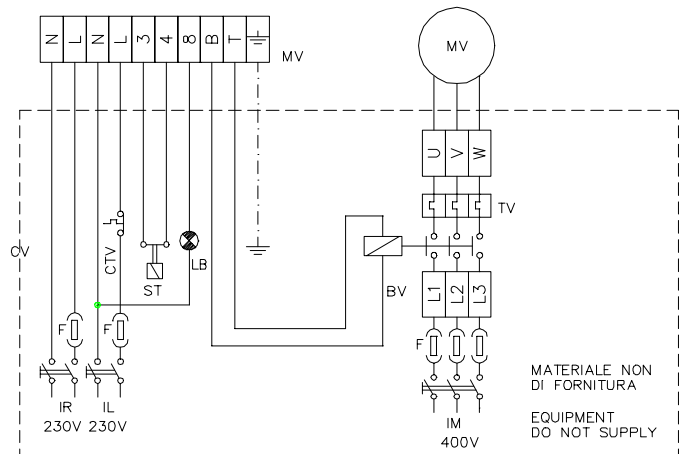 N L N L 3 4 8 B T
MV
MV
U V W
TV
CV
CTV
ST
LB
BV
L1 L2 L3
F
F
F
IR
230V
IL
230V
IM
400V
MATERIALE NON
DI FORNITURA
EQUIPMENT
DO NOT SUPPLY